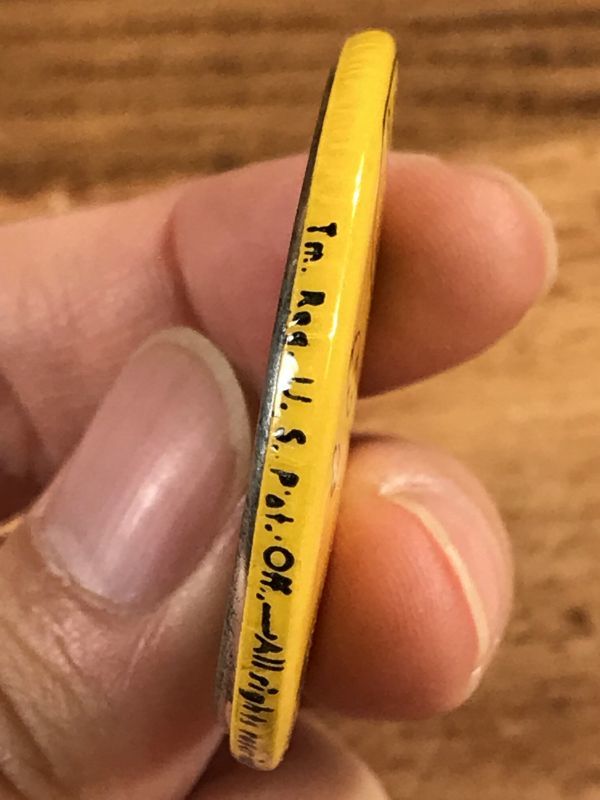 Tm. Reg. U. S. Pat. Off.—All rights